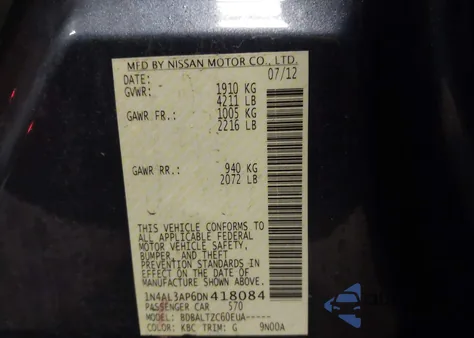 MFD BY NISSAN MOTOR CO., LTD.
DATE: 07/12
GVWR: 1910 KG
4211 LB
GAWR FR.: 1005 KG
2216 LB
GAWR RR.: 940 KG
2072 LB
THIS VEHICLE CONFORMS TO
ALL APPLICABLE FEDERAL
MOTOR VEHICLE SAFETY,
BUMPER, AND THEFT
PREVENTION STANDARDS IN
EFFECT ON THE DATE OF
MANUFACTURE SHOWN ABOVE.
1N4AL3AP6DN418084
PASSENGER CAR 570
MODEL: BDBALTZC60EUA-----
COLOR: KBC TRIM: G 9N00A